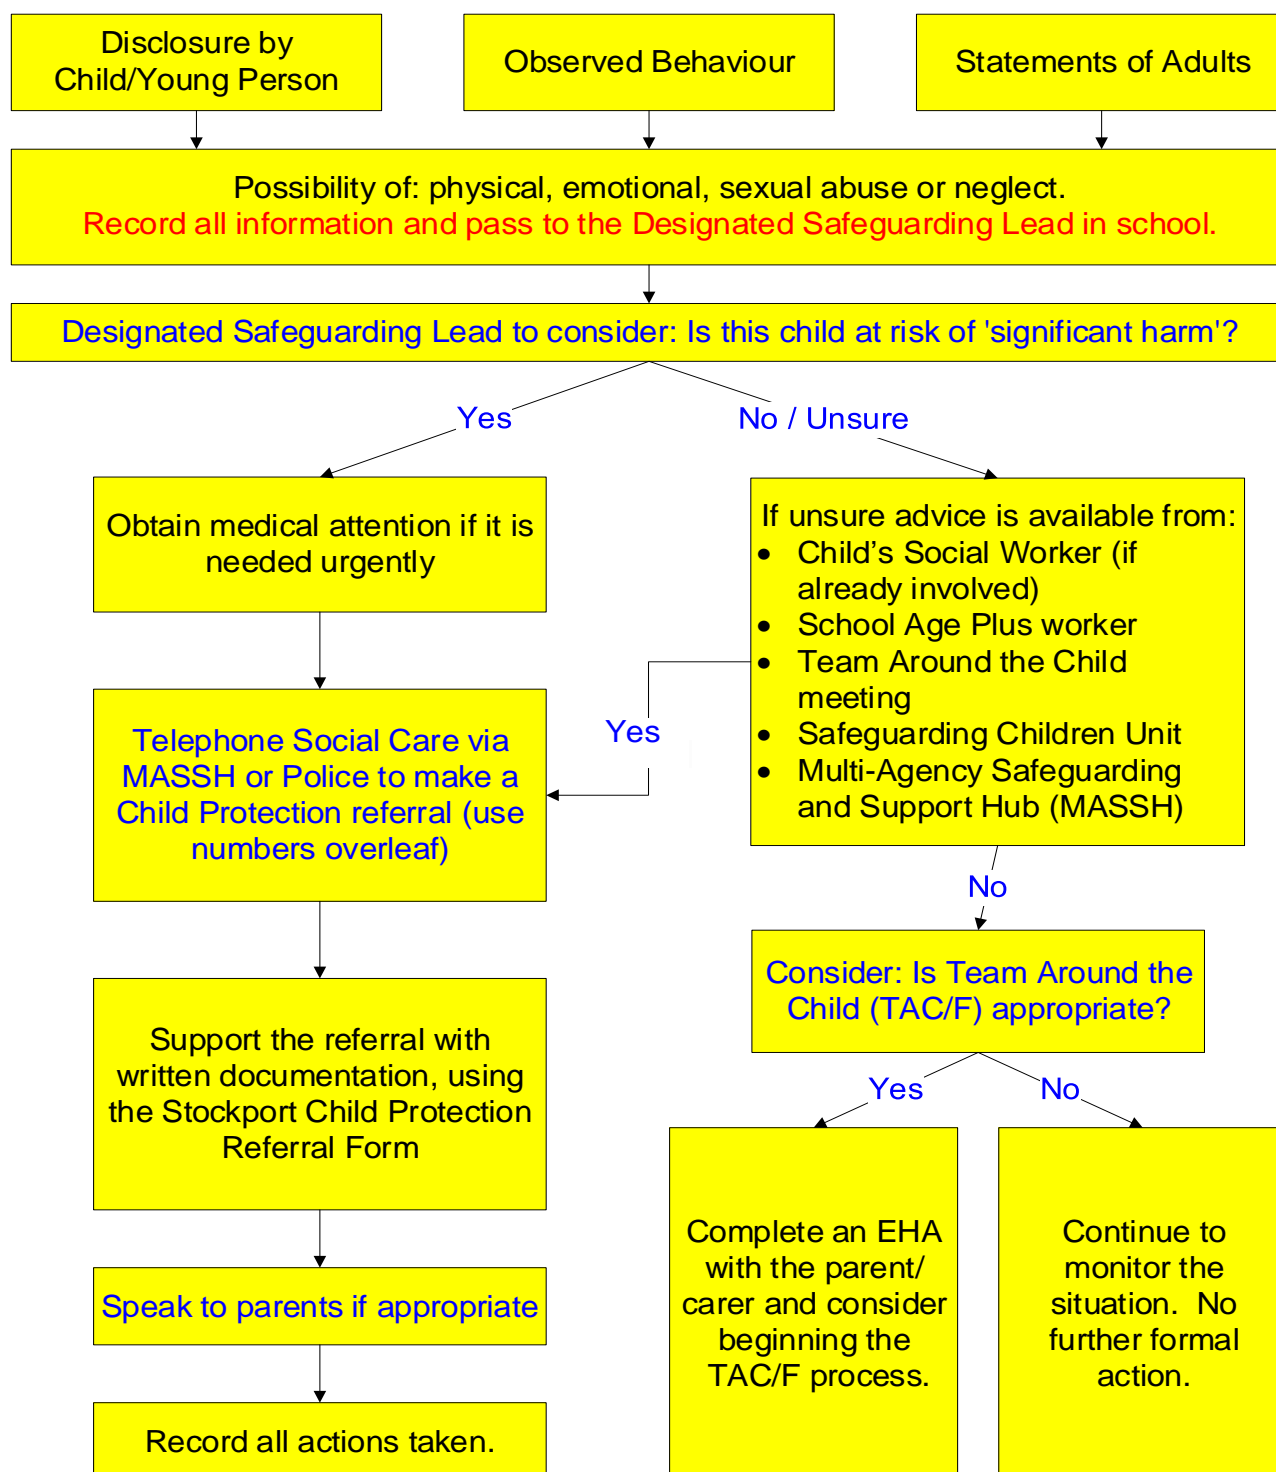 Disclosure by
Child/Young Person
Observed Behaviour
Statements of Adults
Possibility of: physical, emotional, sexual abuse or neglect.
Record all information and pass to the Designated Safeguarding Lead in school.
Designated Safeguarding Lead to consider: Is this child at risk of 'significant harm'?
Yes
No / Unsure
Obtain medical attention if it is
needed urgently
If unsure advice is available from:
• Child’s Social Worker (if
already involved)
• School Age Plus worker
• Team Around the Child
meeting
• Safeguarding Children Unit
• Multi-Agency Safeguarding
and Support Hub (MASSH)
Yes
Telephone Social Care via
MASSH or Police to make a
Child Protection referral (use
numbers overleaf)
No
Consider: Is Team Around the
Child (TAC/F) appropriate?
Support the referral with
written documentation, using
the Stockport Child Protection
Referral Form
Yes
No
Complete an EHA
with the parent/
carer and consider
beginning the
TAC/F process.
Continue to
monitor the
situation.  No
further formal
action.
Speak to parents if appropriate
Record all actions taken.